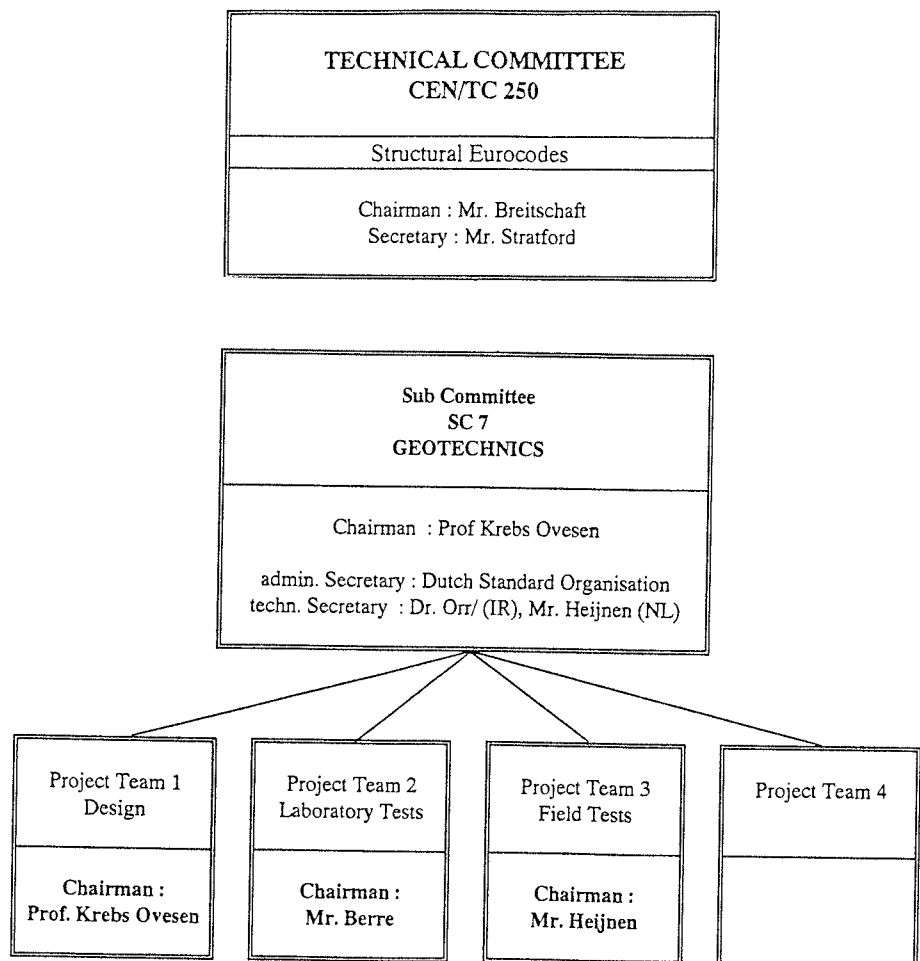 TECHNICAL COMMITTEE
CEN/TC 250
Structural Eurocodes
Chairman : Mr. Breitschaft
Secretary : Mr. Stratford
Sub Committee
SC 7
GEOTECHNICS
Chairman : Prof Krebs Ovesen
admin. Secretary : Dutch Standard Organisation
techn. Secretary : Dr. Orr/ (IR), Mr. Heijnen (NL)
Project Team 1
Design
Chairman :
Prof. Krebs Ovesen
Project Team 2
Laboratory Tests
Chairman :
Mr. Berre
Project Team 3
Field Tests
Chairman :
Mr. Heijnen
Project Team 4